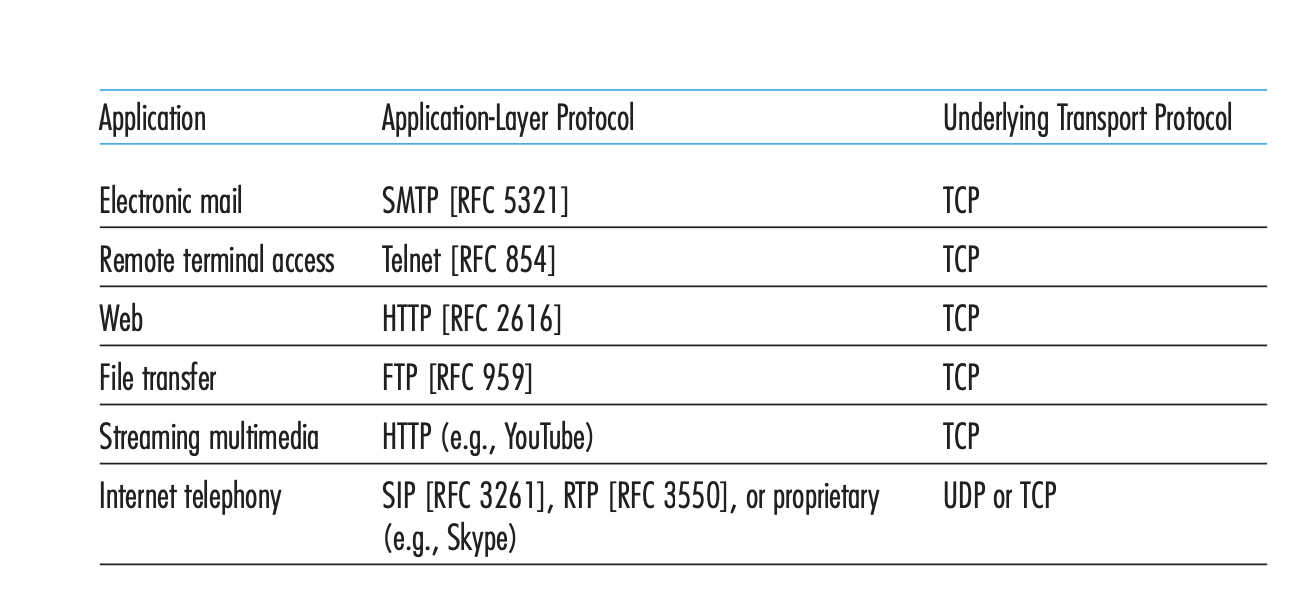 Application Application-Layer Protocol Underlying Transport Protocol
Electronic mail SMTP [RFC 5321] TCP
Remote terminal access Telnet [RFC 854] TCP
Web HTTP [RFC 2616] TCP
File transfer FTP [RFC 959] TCP
Streaming multimedia HTTP (e.g., YouTube) TCP
Internet telephony SIP [RFC 3261], RTP [RFC 3550], or proprietary UDP or TCP
(e.g., Skype)